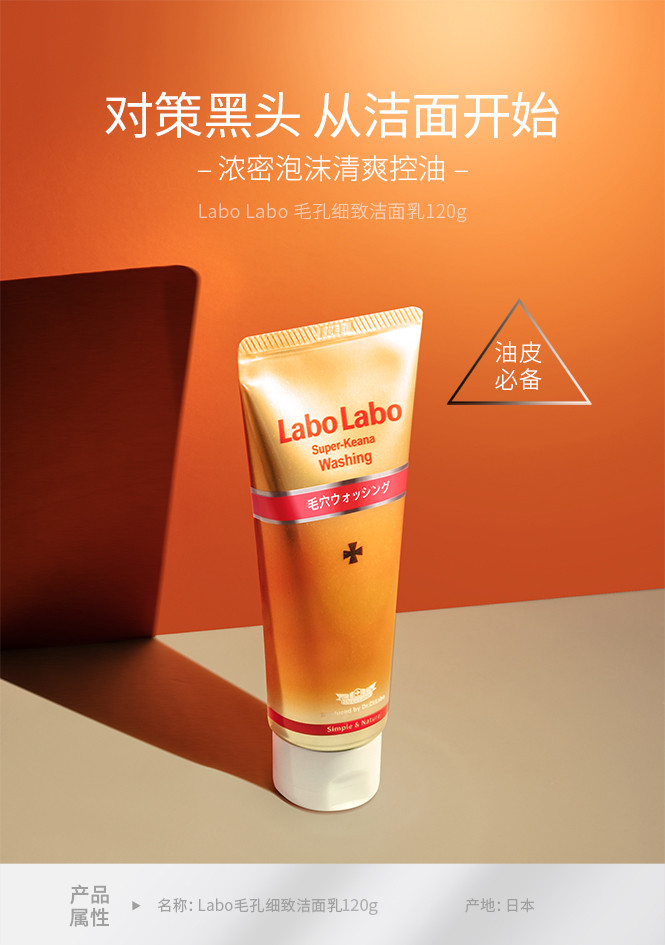 对策黑头 从洁面开始
– 浓密泡沫清爽控油 –
Labo Labo 毛孔细致洁面乳120g
油皮
必备
Labo Labo
Super-Keana
Washing
毛穴ウォッシング
Simple & Natural
产品
属性
名称：Labo毛孔细致洁面乳120g
产地：日本